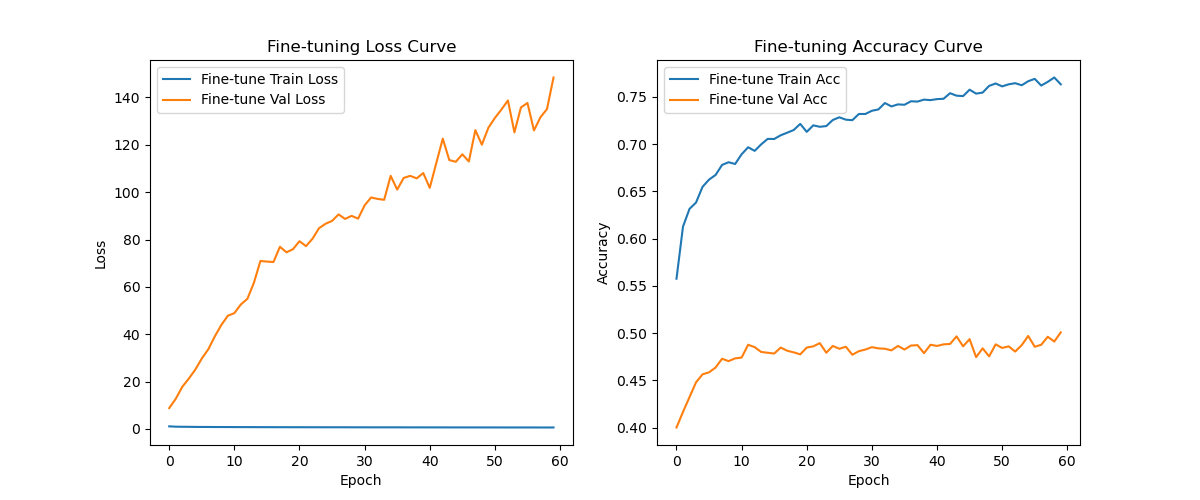 Fine-tuning Loss Curve
Fine-tune Train Loss
Fine-tune Val Loss
140
120
100
80
60
40
20
0
Loss
0 10 20 30 40 50 60
Epoch
Fine-tuning Accuracy Curve
Fine-tune Train Acc
Fine-tune Val Acc
0.75
0.70
0.65
0.60
0.55
0.50
0.45
0.40
Accuracy
0 10 20 30 40 50 60
Epoch